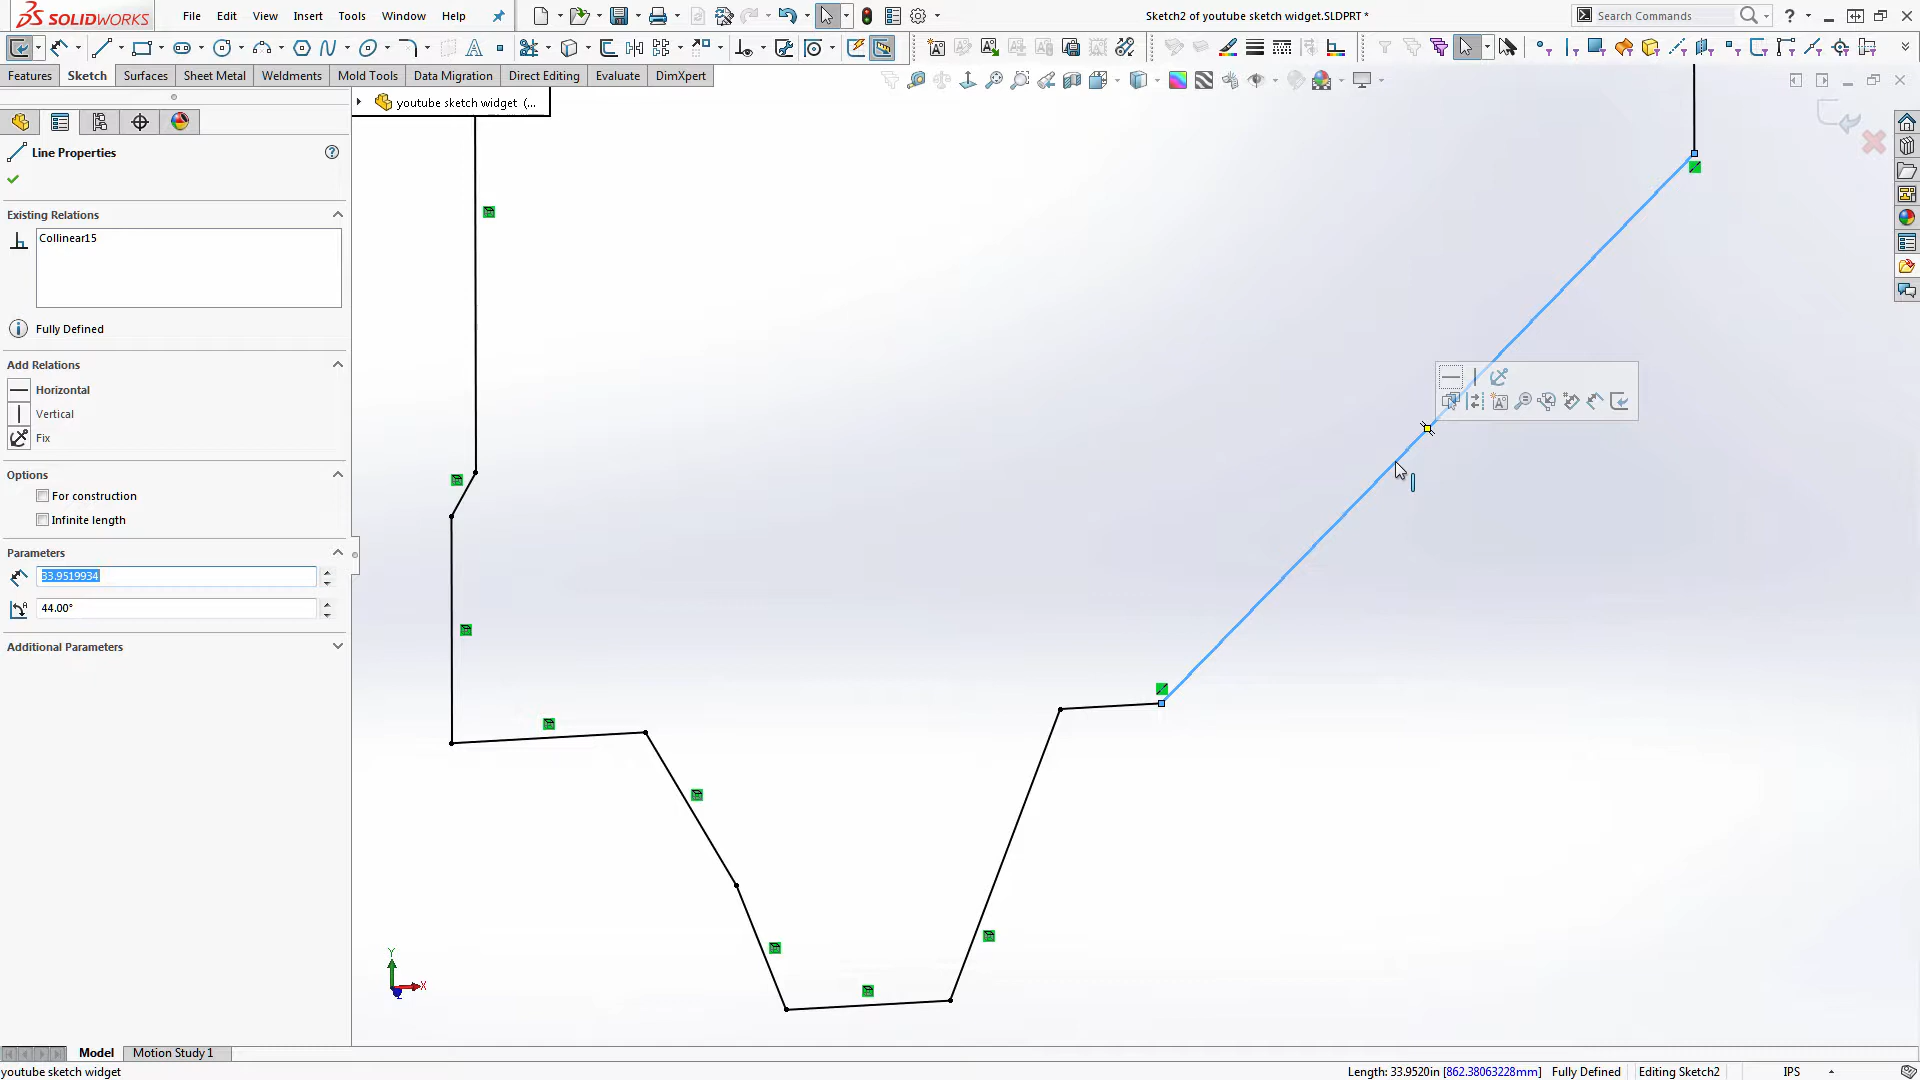 SOLIDWORKS File Edit View Insert Tools Window Help Sketch2 of youtube sketch widget.SLDPRT * Search Commands ?
Features Sketch Surfaces Sheet Metal Weldments Mold Tools Data Migration Direct Editing Evaluate DimXpert
youtube sketch widget (...
Line Properties
Existing Relations
Collinear15
Fully Defined
Add Relations
Horizontal
Vertical
Fix
Options
For construction
Infinite length
Parameters
33.9519934
44.00°
Additional Parameters
Y
X
Model Motion Study 1
youtube sketch widget Length: 33.9520in [862.38063228mm] Fully Defined Editing Sketch2 IPS